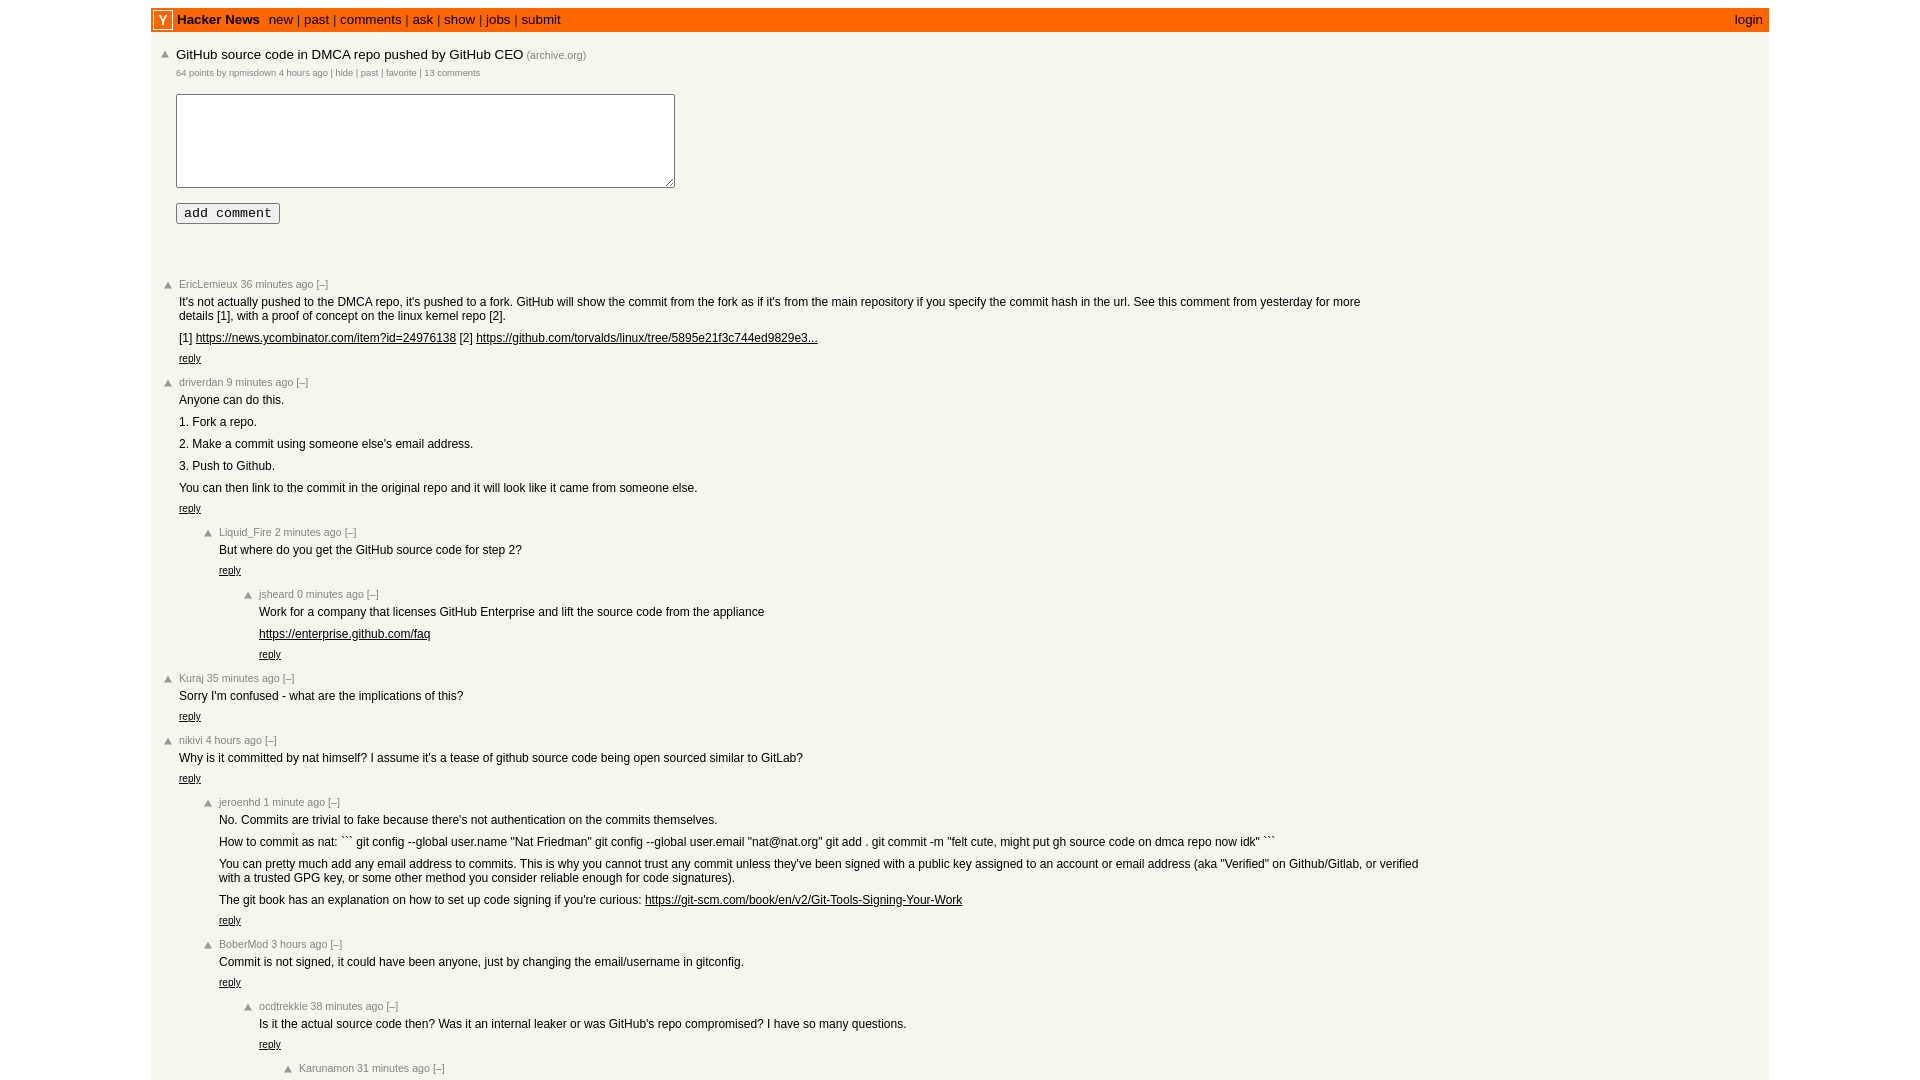 Y Hacker News new | past | comments | ask | show | jobs | submit login
GitHub source code in DMCA repo pushed by GitHub CEO (archive.org)
64 points by npmisdown 4 hours ago | hide | past | favorite | 13 comments
add comment
EricLemieux 36 minutes ago [–]
It's not actually pushed to the DMCA repo, it's pushed to a fork. GitHub will show the commit from the fork as if it's from the main repository if you specify the commit hash in the url. See this comment from yesterday for more
details [1], with a proof of concept on the linux kernel repo [2].
[1] https://news.ycombinator.com/item?id=24976138 [2] https://github.com/torvalds/linux/tree/5895e21f3c744ed9829e3...
reply
driverdan 9 minutes ago [–]
Anyone can do this.
1. Fork a repo.
2. Make a commit using someone else's email address.
3. Push to Github.
You can then link to the commit in the original repo and it will look like it came from someone else.
reply
Liquid_Fire 2 minutes ago [–]
But where do you get the GitHub source code for step 2?
reply
jsheard 0 minutes ago [–]
Work for a company that licenses GitHub Enterprise and lift the source code from the appliance
https://enterprise.github.com/faq
reply
Kuraj 35 minutes ago [–]
Sorry I'm confused - what are the implications of this?
reply
nikivi 4 hours ago [–]
Why is it committed by nat himself? I assume it's a tease of github source code being open sourced similar to GitLab?
reply
jeroenhd 1 minute ago [–]
No. Commits are trivial to fake because there's not authentication on the commits themselves.
How to commit as nat: ``` git config --global user.name "Nat Friedman" git config --global user.email "nat@nat.org" git add . git commit -m "felt cute, might put gh source code on dmca repo now idk" ```
You can pretty much add any email address to commits. This is why you cannot trust any commit unless they've been signed with a public key assigned to an account or email address (aka "Verified" on Github/Gitlab, or verified
with a trusted GPG key, or some other method you consider reliable enough for code signatures).
The git book has an explanation on how to set up code signing if you're curious: https://git-scm.com/book/en/v2/Git-Tools-Signing-Your-Work
reply
BoberMod 3 hours ago [–]
Commit is not signed, it could have been anyone, just by changing the email/username in gitconfig.
reply
ocdtrekkie 38 minutes ago [–]
Is it the actual source code then? Was it an internal leaker or was GitHub's repo compromised? I have so many questions.
reply
Karunamon 31 minutes ago [–]